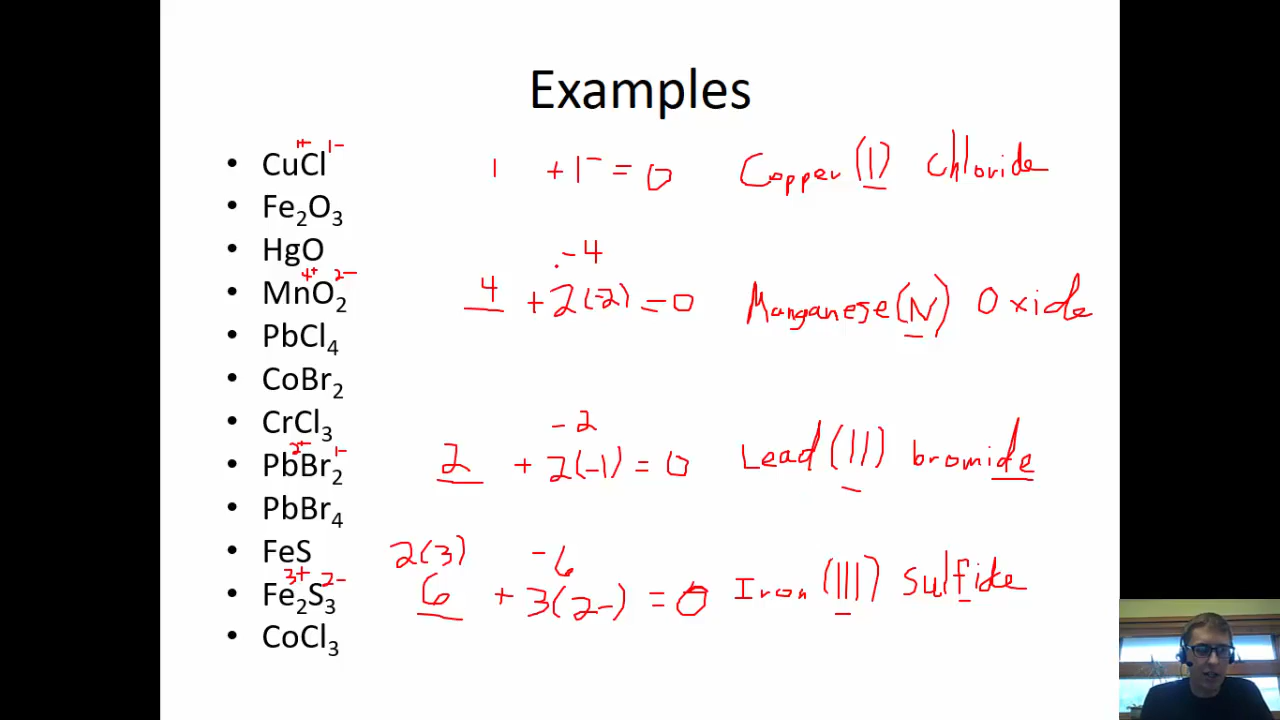 Examples
• CuCl 1+ 1- 1 + 1- = 0 Copper (I) Chloride
• Fe₂O₃
• HgO -4
• MnO₂ 4+ 2- 4 + 2(-2) = 0 Manganese (IV) Oxide
• PbCl₄
• CoBr₂
• CrCl₃ -2
• PbBr₂ 2+ 1- 2 + 2(-1) = 0 Lead (II) bromide
• PbBr₄
• FeS 2(3) -6
• Fe₂S₃ 3+ 2- 6 + 3(2-) = 0 Iron (III) Sulfide
• CoCl₃